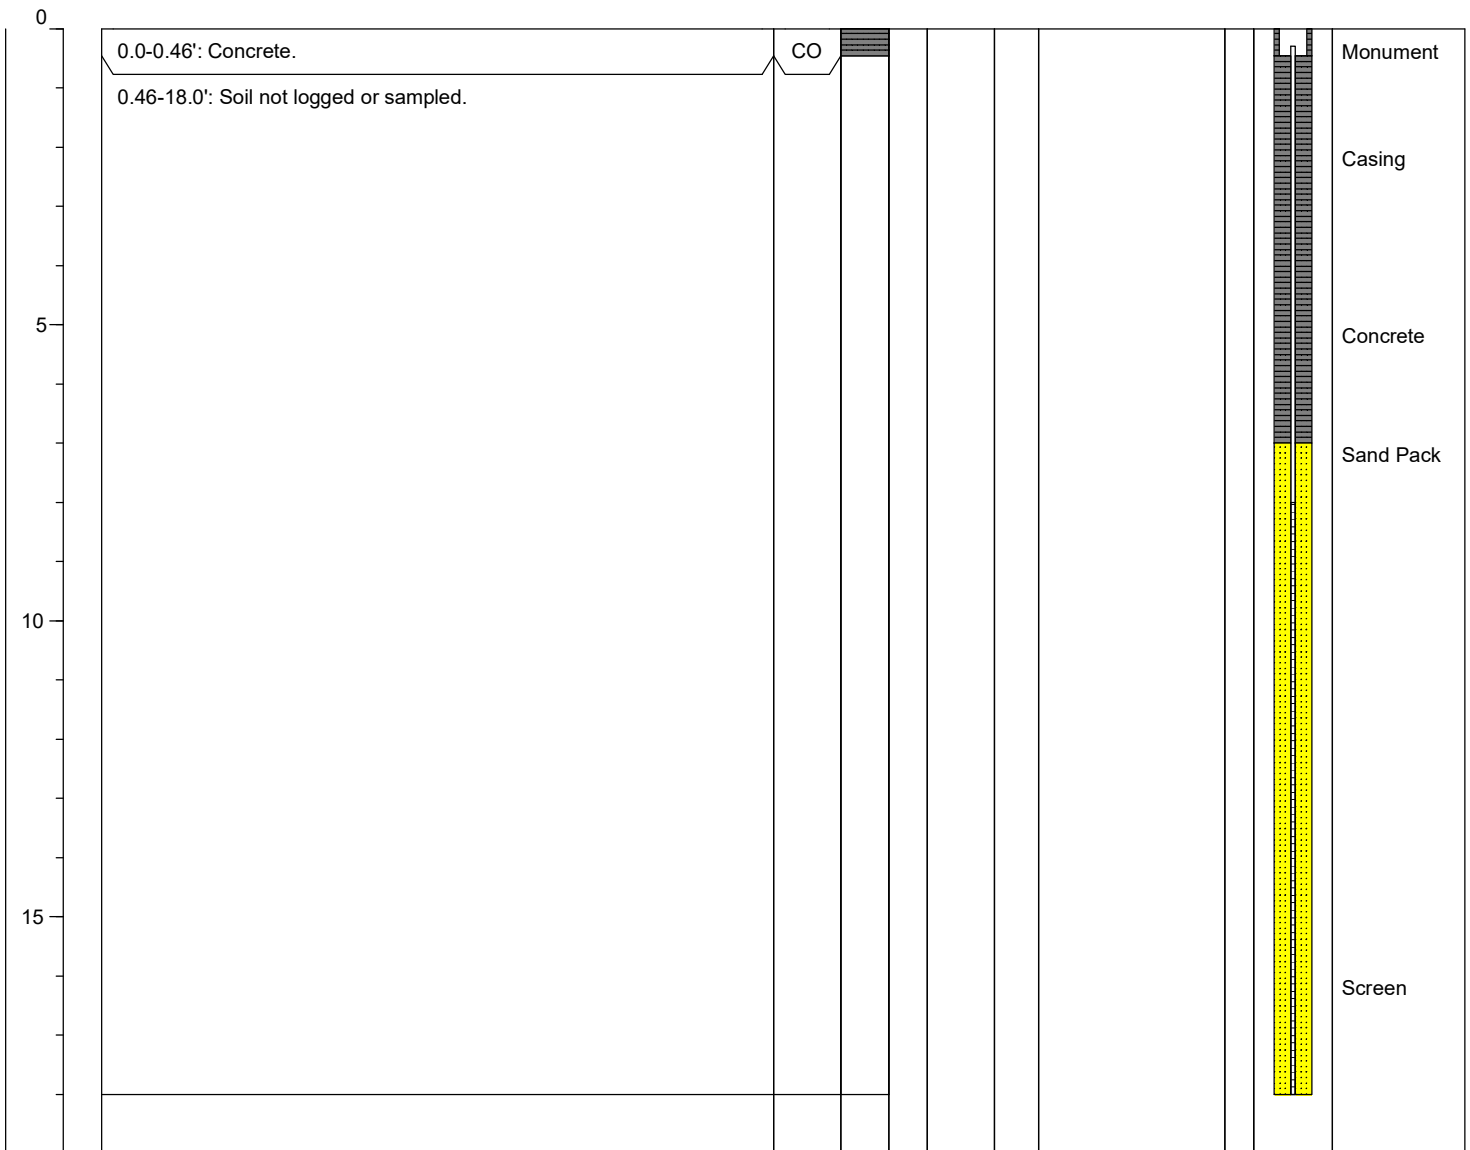 0
0.0-0.46': Concrete.
CO
Monument
0.46-18.0': Soil not logged or sampled.
Casing
5
Concrete
Sand Pack
10
15
Screen